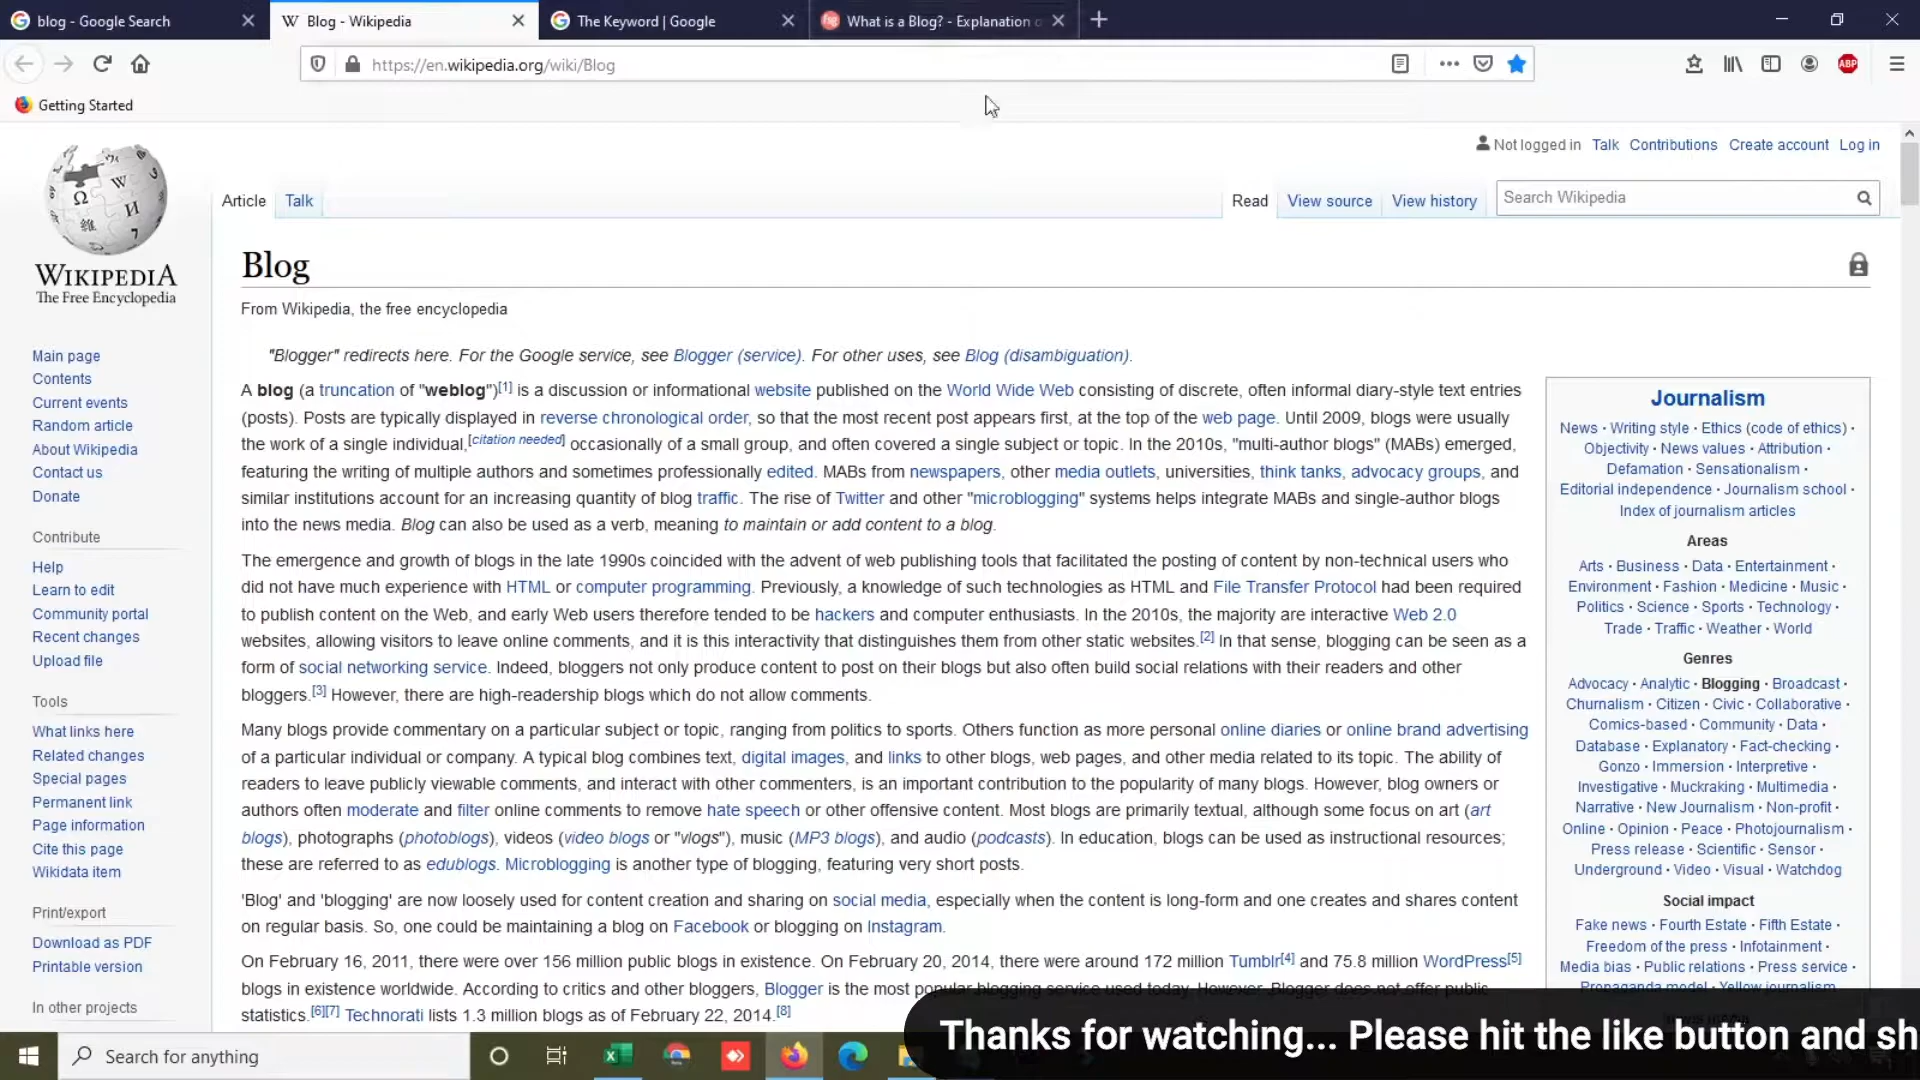 blog - Google Search
Blog - Wikipedia
The Keyword | Google
What is a Blog? - Explanation o
https://en.wikipedia.org/wiki/Blog
ABP
Getting Started
Not logged in Talk Contributions Create account Log in
WIKIPEDIA
The Free Encyclopedia
Article Talk
Read View source View history
Search Wikipedia
Main page
Contents
Current events
Random article
About Wikipedia
Contact us
Donate
Contribute
Help
Learn to edit
Community portal
Recent changes
Upload file
Tools
What links here
Related changes
Special pages
Permanent link
Page information
Cite this page
Wikidata item
Print/export
Download as PDF
Printable version
In other projects
Blog
From Wikipedia, the free encyclopedia
"Blogger" redirects here. For the Google service, see Blogger (service). For other uses, see Blog (disambiguation).
A blog (a truncation of "weblog")[1] is a discussion or informational website published on the World Wide Web consisting of discrete, often informal diary-style text entries
(posts). Posts are typically displayed in reverse chronological order, so that the most recent post appears first, at the top of the web page. Until 2009, blogs were usually
the work of a single individual,[citation needed] occasionally of a small group, and often covered a single subject or topic. In the 2010s, "multi-author blogs" (MABs) emerged,
featuring the writing of multiple authors and sometimes professionally edited. MABs from newspapers, other media outlets, universities, think tanks, advocacy groups, and
similar institutions account for an increasing quantity of blog traffic. The rise of Twitter and other "microblogging" systems helps integrate MABs and single-author blogs
into the news media. Blog can also be used as a verb, meaning to maintain or add content to a blog.
The emergence and growth of blogs in the late 1990s coincided with the advent of web publishing tools that facilitated the posting of content by non-technical users who
did not have much experience with HTML or computer programming. Previously, a knowledge of such technologies as HTML and File Transfer Protocol had been required
to publish content on the Web, and early Web users therefore tended to be hackers and computer enthusiasts. In the 2010s, the majority are interactive Web 2.0
websites, allowing visitors to leave online comments, and it is this interactivity that distinguishes them from other static websites.[2] In that sense, blogging can be seen as a
form of social networking service. Indeed, bloggers not only produce content to post on their blogs but also often build social relations with their readers and other
bloggers.[3] However, there are high-readership blogs which do not allow comments.
Many blogs provide commentary on a particular subject or topic, ranging from politics to sports. Others function as more personal online diaries or online brand advertising
of a particular individual or company. A typical blog combines text, digital images, and links to other blogs, web pages, and other media related to its topic. The ability of
readers to leave publicly viewable comments, and interact with other commenters, is an important contribution to the popularity of many blogs. However, blog owners or
authors often moderate and filter online comments to remove hate speech or other offensive content. Most blogs are primarily textual, although some focus on art (art
blogs), photographs (photoblogs), videos (video blogs or "vlogs"), music (MP3 blogs), and audio (podcasts). In education, blogs can be used as instructional resources;
these are referred to as edublogs. Microblogging is another type of blogging, featuring very short posts.
'Blog' and 'blogging' are now loosely used for content creation and sharing on social media, especially when the content is long-form and one creates and shares content
on regular basis. So, one could be maintaining a blog on Facebook or blogging on Instagram.
On February 16, 2011, there were over 156 million public blogs in existence. On February 20, 2014, there were around 172 million Tumblr[4] and 75.8 million WordPress[5]
blogs in existence worldwide. According to critics and other bloggers, Blogger is the most popular blogging service used today. However, Blogger does not offer public
statistics.[6][7] Technorati lists 1.3 million blogs as of February 22, 2014.[8]
Journalism
News · Writing style · Ethics (code of ethics) ·
Objectivity · News values · Attribution ·
Defamation · Sensationalism ·
Editorial independence · Journalism school ·
Index of journalism articles
Areas
Arts · Business · Data · Entertainment ·
Environment · Fashion · Medicine · Music ·
Politics · Science · Sports · Technology ·
Trade · Traffic · Weather · World
Genres
Advocacy · Analytic · Blogging · Broadcast ·
Churnalism · Citizen · Civic · Collaborative ·
Comics-based · Community · Data ·
Database · Explanatory · Fact-checking ·
Gonzo · Immersion · Interpretive ·
Investigative · Muckraking · Multimedia ·
Narrative · New Journalism · Non-profit ·
Online · Opinion · Peace · Photojournalism ·
Press release · Scientific · Sensor ·
Underground · Video · Visual · Watchdog
Social impact
Fake news · Fourth Estate · Fifth Estate ·
Freedom of the press · Infotainment ·
Media bias · Public relations · Press service ·
Propaganda model · Yellow journalism
Search for anything
Thanks for watching... Please hit the like button and sh